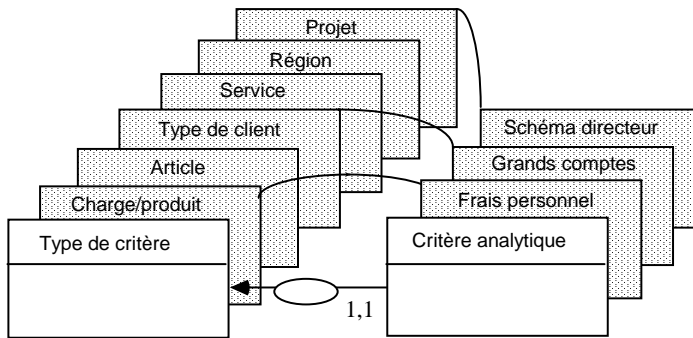 Projet
Région
Service
Type de client
Schéma directeur
Article
Grands comptes
Charge/produit
Frais personnel
Type de critère
Critère analytique
1,1